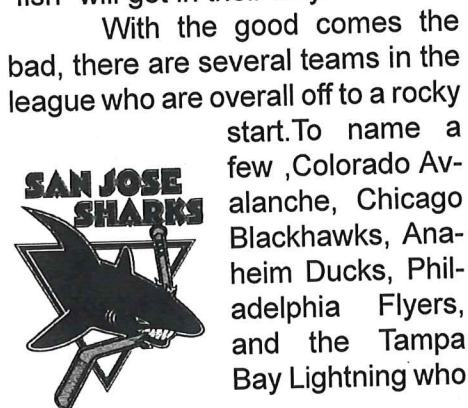 With the good comes the
bad, there are several teams in the
league who are overall off to a rocky
start.To name a
few ,Colorado Av-
alanche, Chicago
Blackhawks, Ana-
heim Ducks, Phil-
adelphia Flyers,
and the Tampa
Bay Lightning who
SAN JOSE
SHARKS